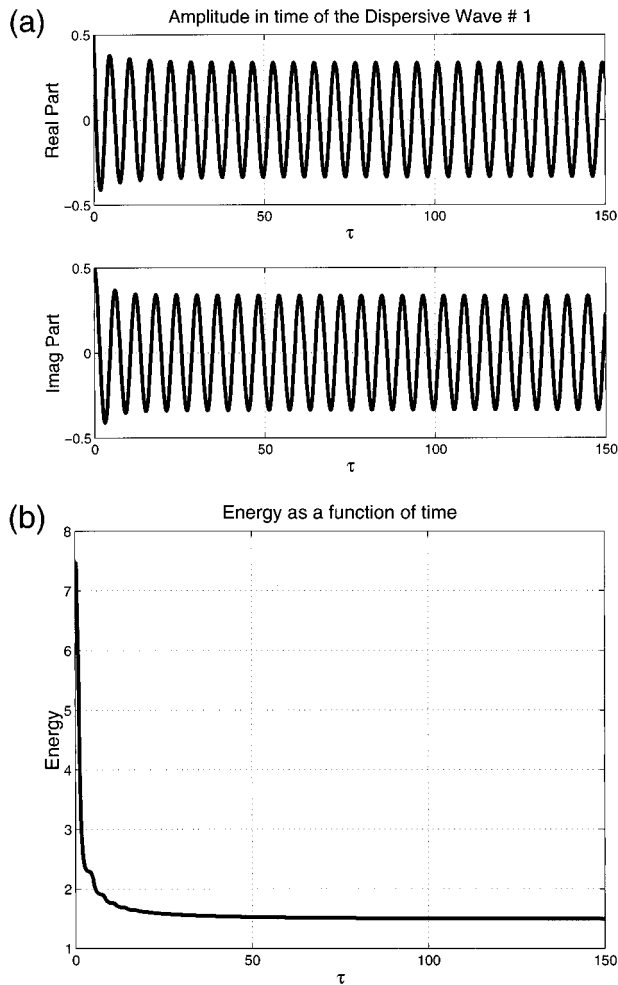 (a)
Amplitude in time of the Dispersive Wave # 1
0.5
0
−0.5
Real Part
0 50 100 150
τ
0.5
0
−0.5
Imag Part
0 50 100 150
τ
(b)
Energy as a function of time
8
7
6
5
4
3
2
1
Energy
0 50 100 150
τ